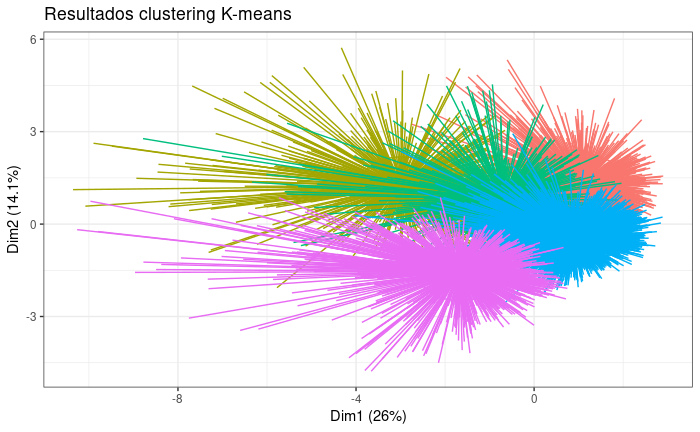 Resultados clustering K-means
6
3
0
-3
Dim2 (14.1%)
-8
-4
0
Dim1 (26%)